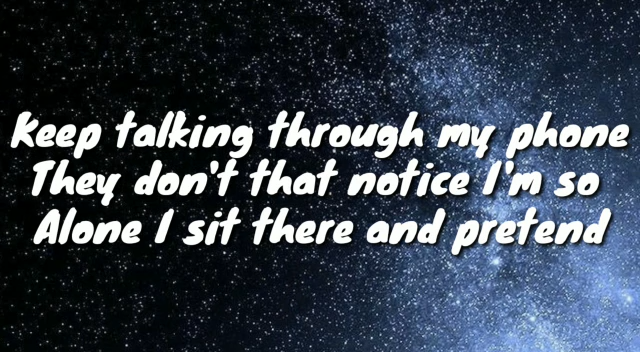 Keep talking through my phone
They don't that notice I'm so
Alone I sit there and pretend